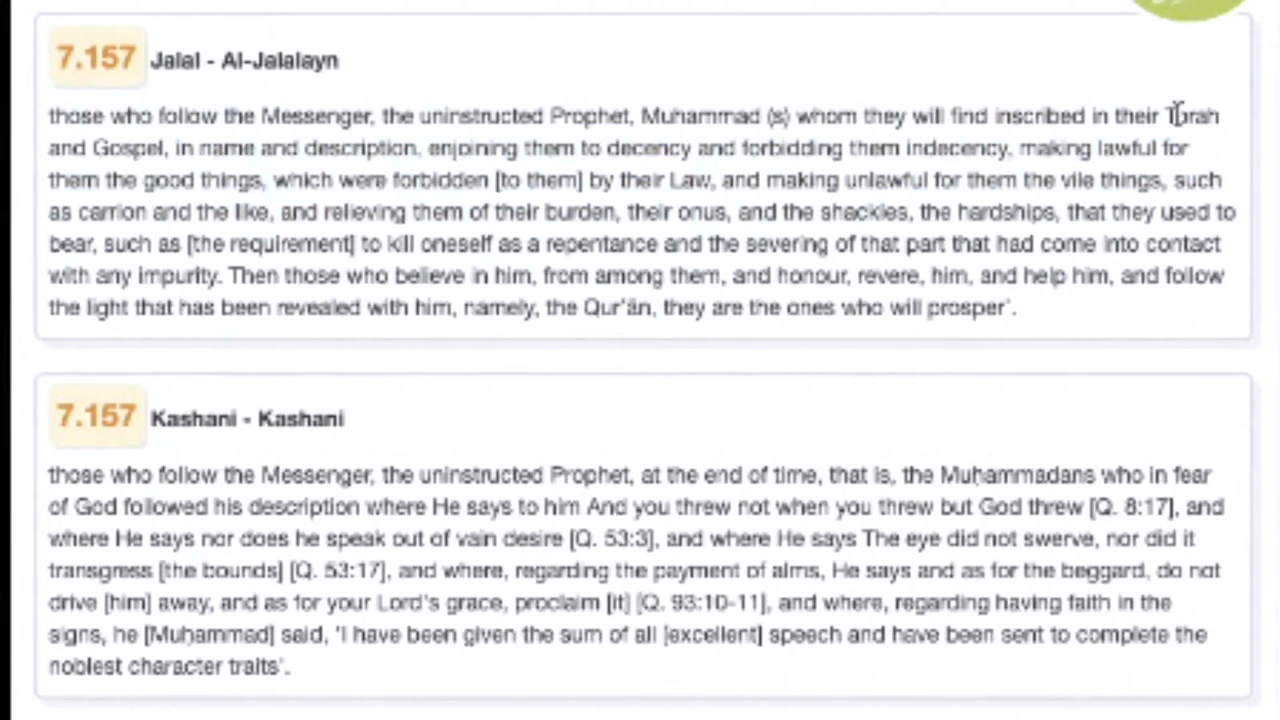 7.157 Jalal - Al-Jalalayn
those who follow the Messenger, the uninstructed Prophet, Muhammad (s) whom they will find inscribed in their Torah
and Gospel, in name and description, enjoining them to decency and forbidding them indecency, making lawful for
them the good things, which were forbidden [to them] by their Law, and making unlawful for them the vile things, such
as carrion and the like, and relieving them of their burden, their onus, and the shackles, the hardships, that they used to
bear, such as [the requirement] to kill oneself as a repentance and the severing of that part that had come into contact
with any impurity. Then those who believe in him, from among them, and honour, revere, him, and help him, and follow
the light that has been revealed with him, namely, the Qur'ān, they are the ones who will prosper'.
7.157 Kashani - Kashani
those who follow the Messenger, the uninstructed Prophet, at the end of time, that is, the Muḥammadans who in fear
of God followed his description where He says to him And you threw not when you threw but God threw [Q. 8:17], and
where He says nor does he speak out of vain desire [Q. 53:3], and where He says The eye did not swerve, nor did it
transgress [the bounds] [Q. 53:17], and where, regarding the payment of alms, He says and as for the beggard, do not
drive [him] away, and as for your Lord's grace, proclaim [it] [Q. 93:10-11], and where, regarding having faith in the
signs, he [Muḥammad] said, 'I have been given the sum of all [excellent] speech and have been sent to complete the
noblest character traits'.